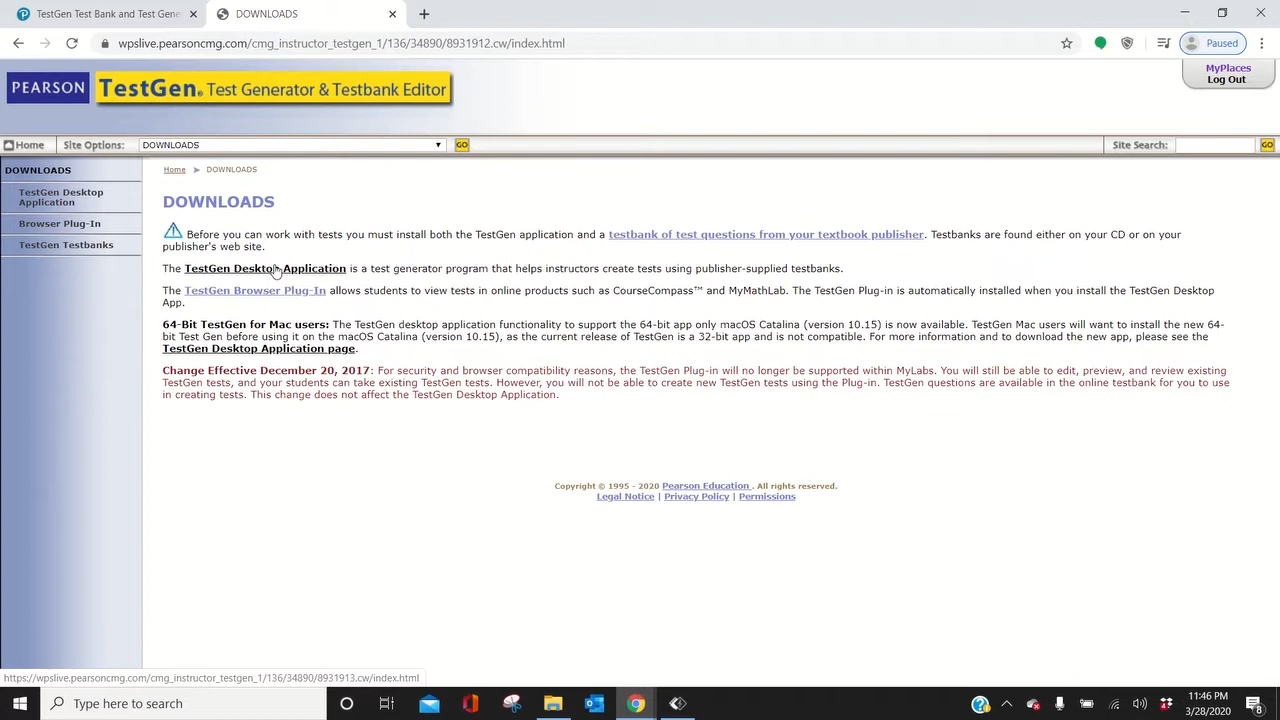 TestGen Test Bank and Test Gene
DOWNLOADS
wpslive.pearsoncmg.com/cmg_instructor_testgen_1/136/34890/8931912.cw/index.html
Paused
PEARSON
TestGen® Test Generator & Testbank Editor
MyPlaces
Log Out
Home
Site Options:
DOWNLOADS
GO
Site Search:
GO
DOWNLOADS
TestGen Desktop
Application
Browser Plug-In
TestGen Testbanks
Home
DOWNLOADS
DOWNLOADS
Before you can work with tests you must install both the TestGen application and a testbank of test questions from your textbook publisher. Testbanks are found either on your CD or on your
publisher's web site.
The TestGen Desktop Application is a test generator program that helps instructors create tests using publisher-supplied testbanks.
The TestGen Browser Plug-In allows students to view tests in online products such as CourseCompass™ and MyMathLab. The TestGen Plug-in is automatically installed when you install the TestGen Desktop
App.
64-Bit TestGen for Mac users: The TestGen desktop application functionality to support the 64-bit app only macOS Catalina (version 10.15) is now available. TestGen Mac users will want to install the new 64-
bit Test Gen before using it on the macOS Catalina (version 10.15), as the current release of TestGen is a 32-bit app and is not compatible. For more information and to download the new app, please see the
TestGen Desktop Application page.
Change Effective December 20, 2017: For security and browser compatibility reasons, the TestGen Plug-in will no longer be supported within MyLabs. You will still be able to edit, preview, and review existing
TestGen tests, and your students can take existing TestGen tests. However, you will not be able to create new TestGen tests using the Plug-in. TestGen questions are available in the online testbank for you to use
in creating tests. This change does not affect the TestGen Desktop Application.
Copyright © 1995 - 2020 Pearson Education . All rights reserved.
Legal Notice | Privacy Policy | Permissions
https://wpslive.pearsoncmg.com/cmg_instructor_testgen_1/136/34890/8931913.cw/index.html
Type here to search
11:46 PM
3/28/2020
8